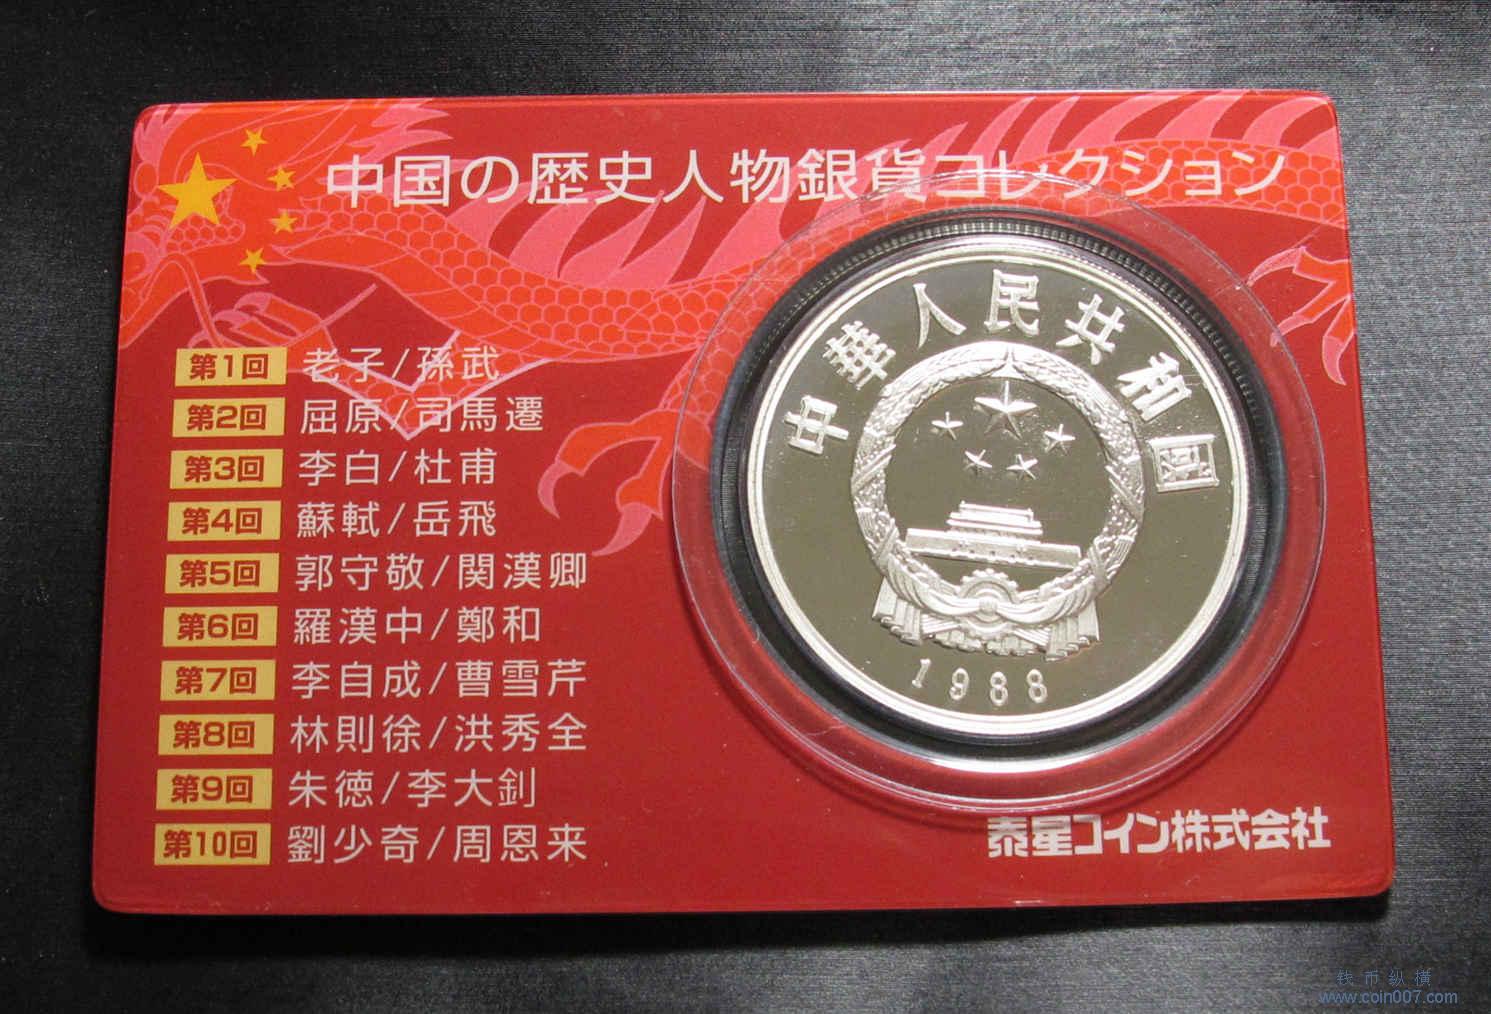 中国の歴史人物銀貨コレクション
第1回 老子/孫武
第2回 屈原/司馬遷
第3回 李白/杜甫
第4回 蘇軾/岳飛
第5回 郭守敬/関漢卿
第6回 羅漢中/鄭和
第7回 李自成/曹雪芹
第8回 林則徐/洪秀全
第9回 朱徳/李大釗
第10回 劉少奇/周恩来
中華人民共和國
1988
泰星コイン株式会社
钱币纵横
www.coin007.com